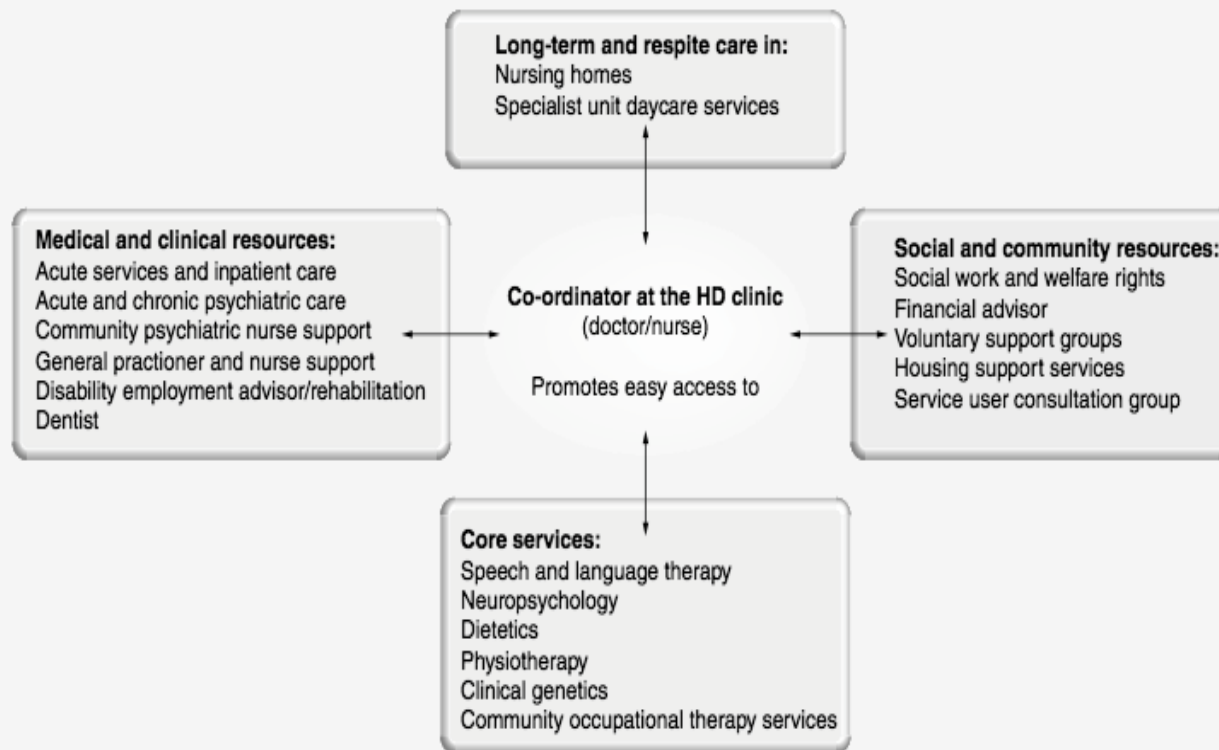 Long-term and respite care in:
Nursing homes
Specialist unit daycare services
Medical and clinical resources:
Acute services and inpatient care
Acute and chronic psychiatric care
Community psychiatric nurse support
General practioner and nurse support
Disability employment advisor/rehabilitation
Dentist
Co-ordinator at the HD clinic
(doctor/nurse)
Promotes easy access to
Social and community resources:
Social work and welfare rights
Financial advisor
Voluntary support groups
Housing support services
Service user consultation group
Core services:
Speech and language therapy
Neuropsychology
Dietetics
Physiotherapy
Clinical genetics
Community occupational therapy services